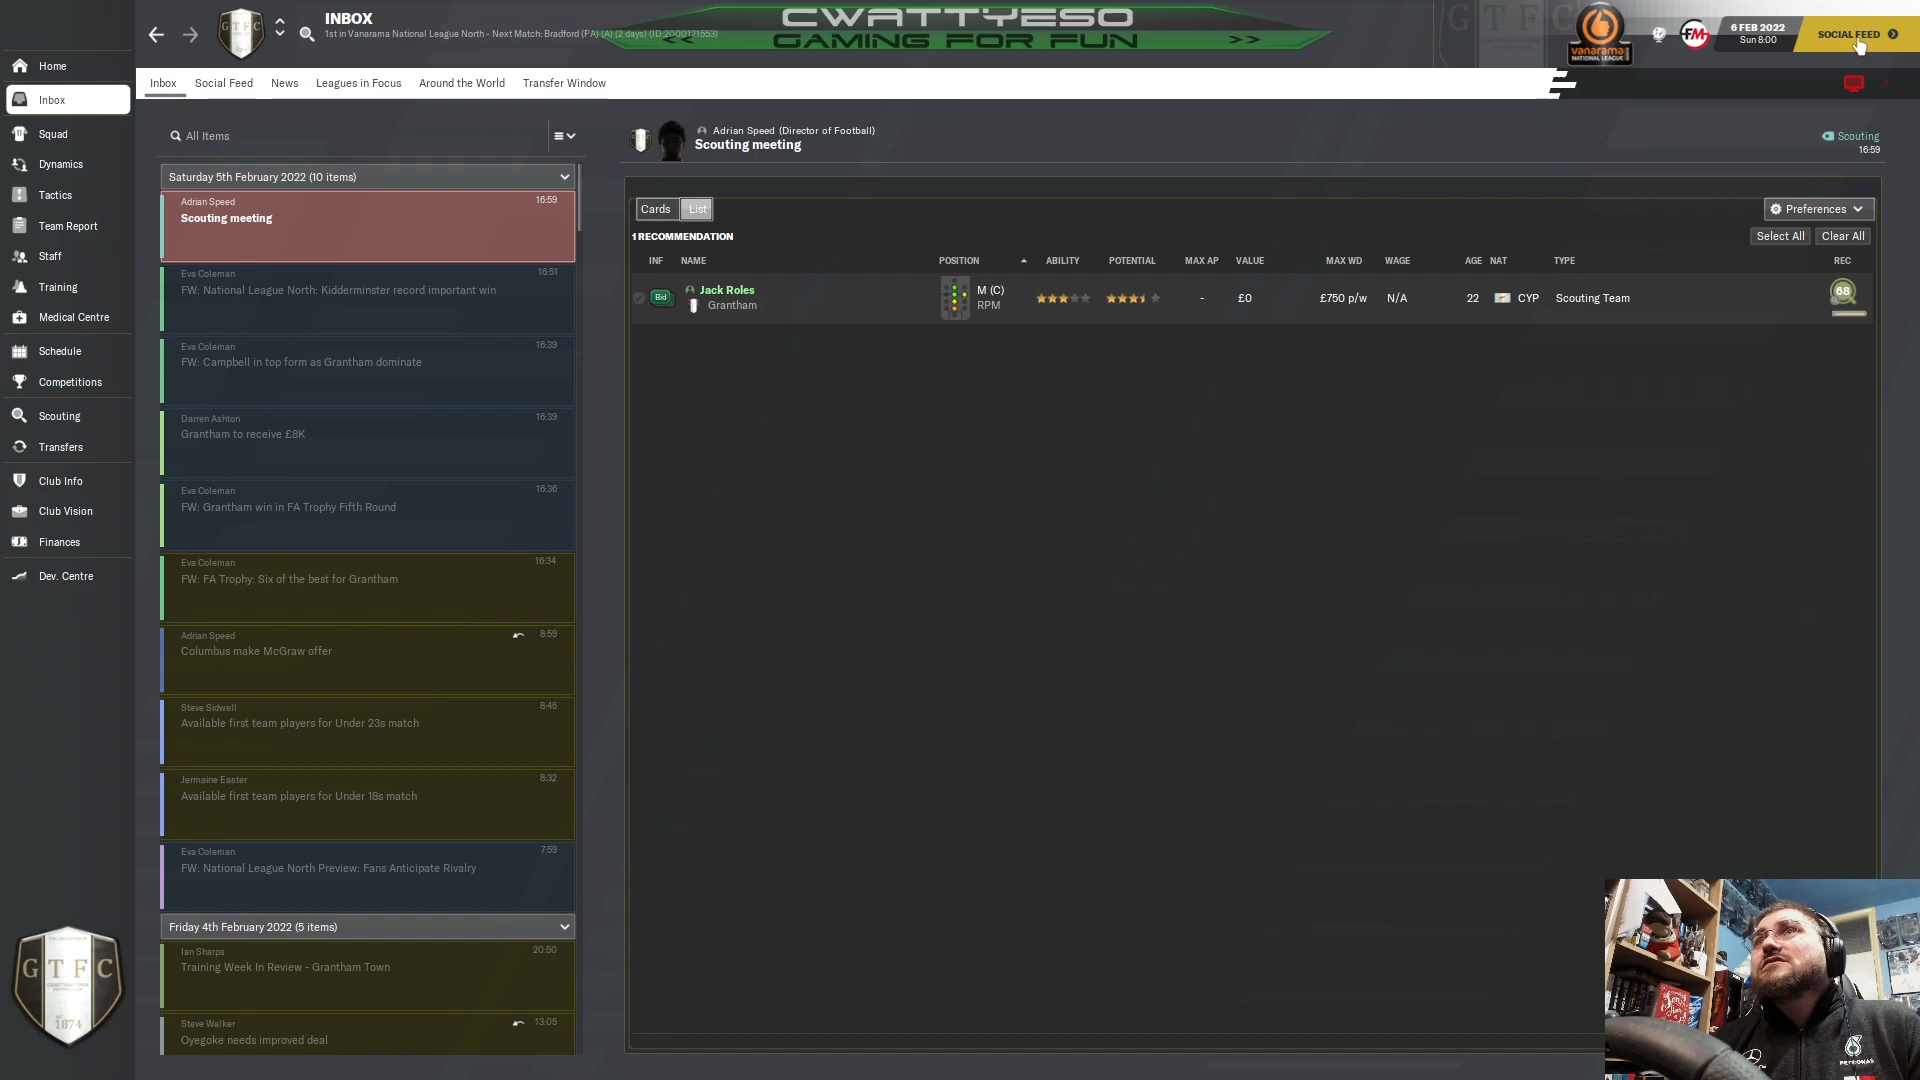 INBOX
1st in Vanarama National League North - Next Match: Bradford (PA) (A) (2 days) (ID:2000121553)
CWATTYESO
GAMING FOR FUN
GTFC
vanarama
NATIONAL LEAGUE
FM
6 FEB 2022
Sun 8:00
SOCIAL FEED
Inbox
Social Feed
News
Leagues in Focus
Around the World
Transfer Window
Home
Inbox
Squad
Dynamics
Tactics
Team Report
Staff
Training
Medical Centre
Schedule
Competitions
Scouting
Transfers
Club Info
Club Vision
Finances
Dev. Centre
GTFC
GRANTHAM TOWN
1874
All Items
Saturday 5th February 2022 (10 items)
Adrian Speed 16:59
Scouting meeting
Eva Coleman 16:51
FW: National League North: Kidderminster record important win
Eva Coleman 16:39
FW: Campbell in top form as Grantham dominate
Darren Ashton 16:39
Grantham to receive £8K
Eva Coleman 16:36
FW: Grantham win in FA Trophy Fifth Round
Eva Coleman 16:34
FW: FA Trophy: Six of the best for Grantham
Adrian Speed 8:59
Columbus make McGraw offer
Steve Sidwell 8:45
Available first team players for Under 23s match
Jermaine Easter 8:32
Available first team players for Under 18s match
Eva Coleman 7:59
FW: National League North Preview: Fans Anticipate Rivalry
Friday 4th February 2022 (5 items)
Ian Sharps 20:50
Training Week In Review - Grantham Town
Steve Walker 13:05
Oyegoke needs improved deal
Adrian Speed (Director of Football)
Scouting meeting
Scouting
16:59
Cards
List
Preferences
1 RECOMMENDATION
Select All
Clear All
INF NAME POSITION ABILITY POTENTIAL MAX AP VALUE MAX WD WAGE AGE NAT TYPE REC
Bid Jack Roles M (C) - £0 £750 p/w N/A 22 CYP Scouting Team 68
Grantham RPM
PETRONAS